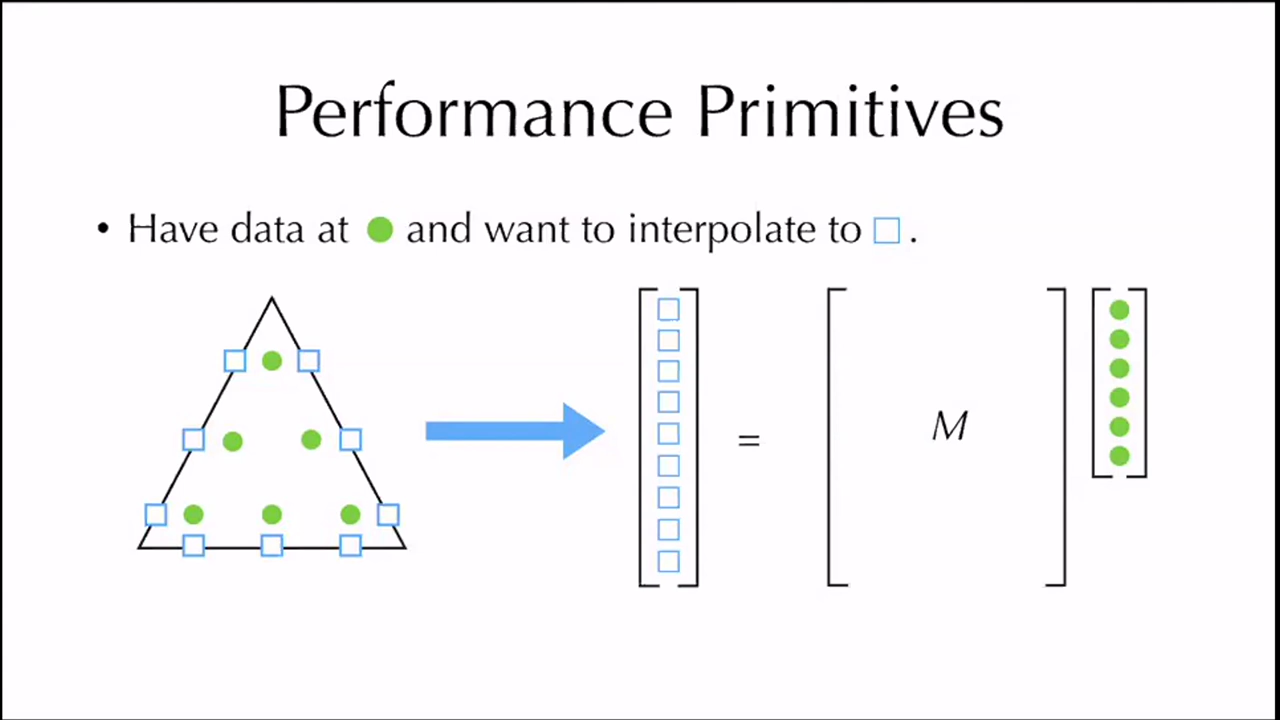 Performance Primitives
• Have data at and want to interpolate to .
=
M